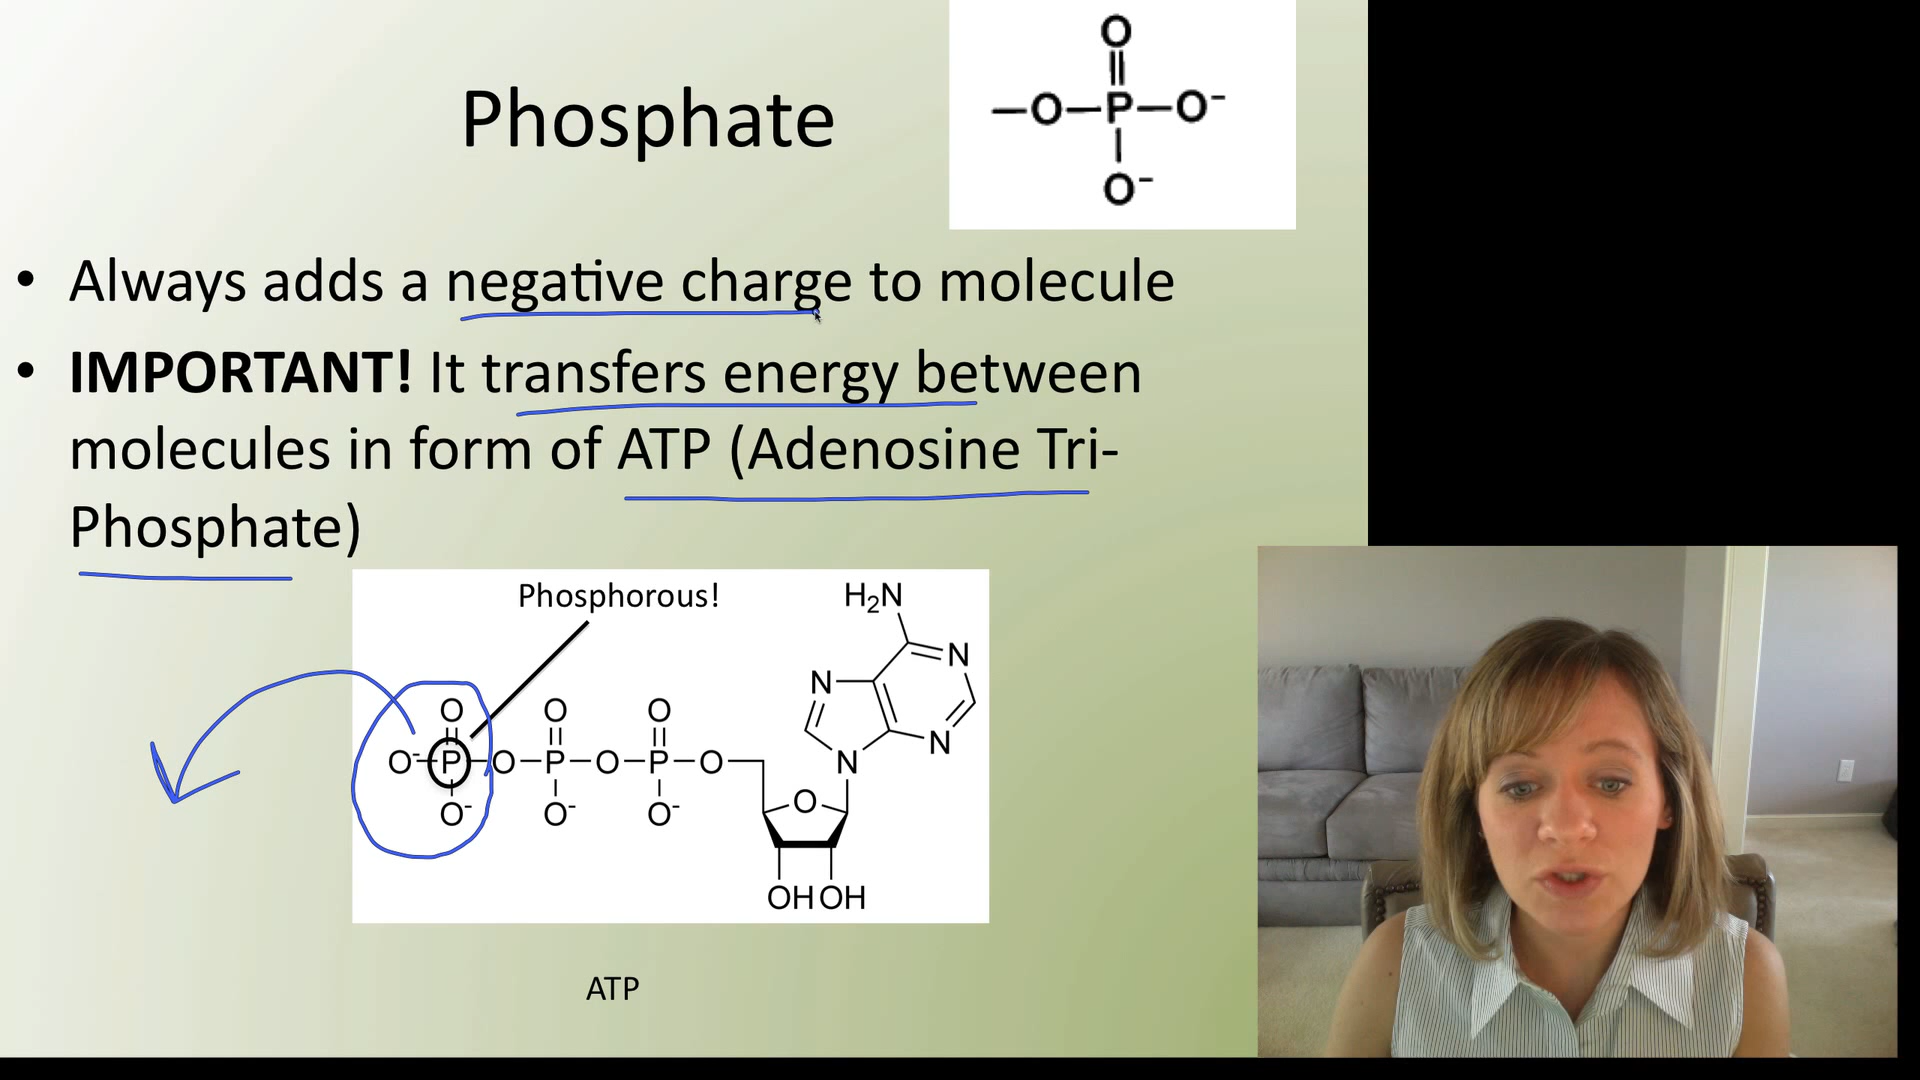 Phosphate
O
—O—P—O⁻
O⁻
• Always adds a negative charge to molecule
• IMPORTANT! It transfers energy between
molecules in form of ATP (Adenosine Tri-
Phosphate)
Phosphorous!
H₂N
N
N
N
N
O O O
O⁻ P O P O P O
O⁻ O⁻ O⁻
O
OH OH
ATP